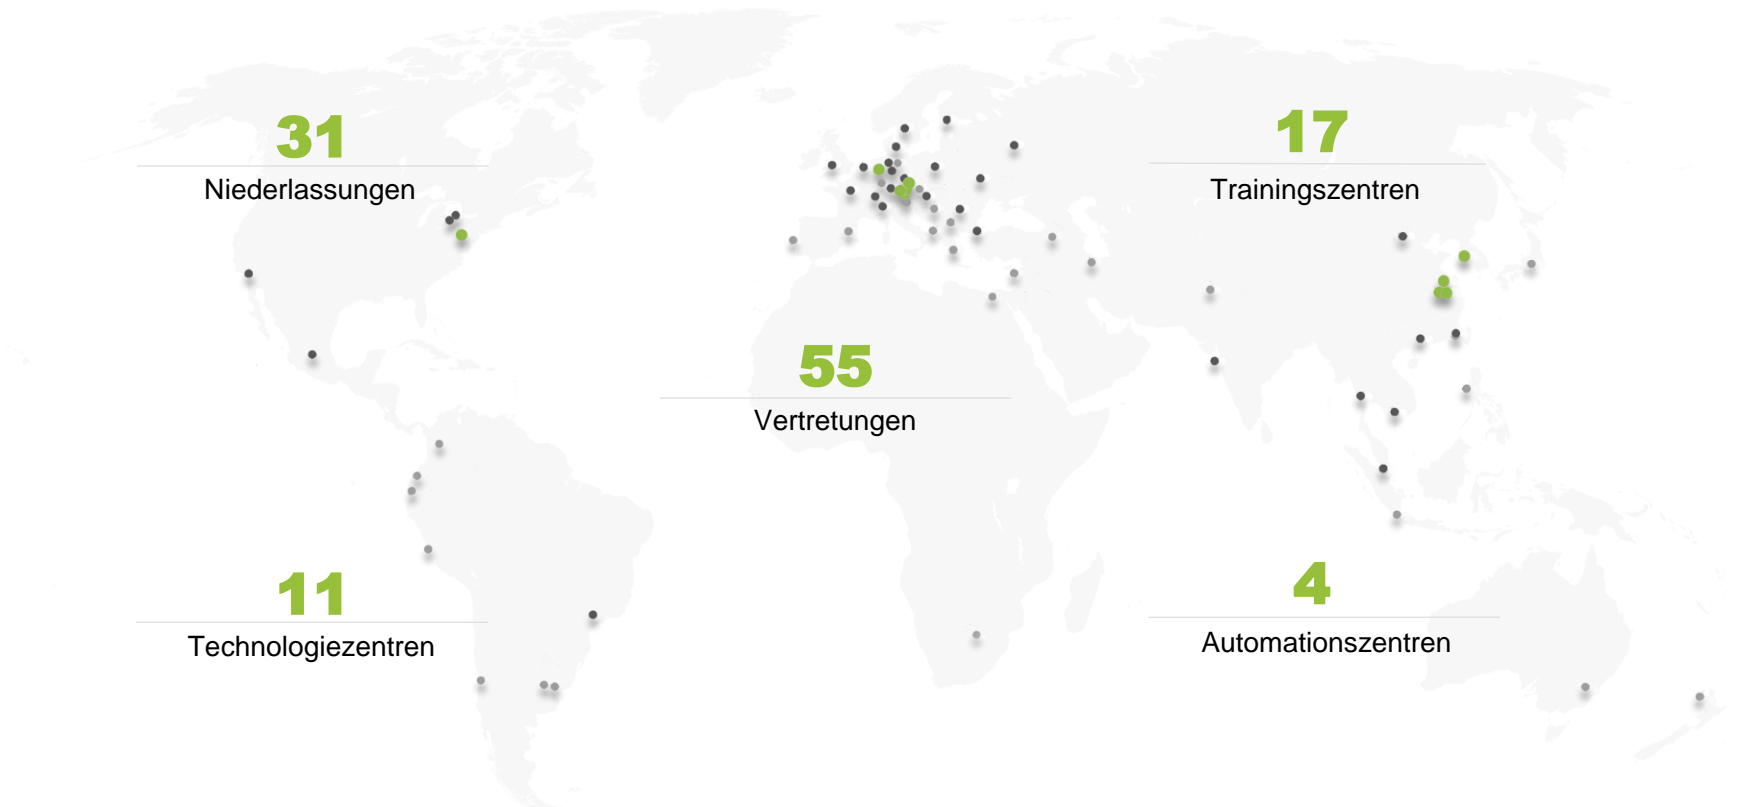 31
Niederlassungen
17
Trainingszentren
55
Vertretungen
11
Technologiezentren
4
Automationszentren